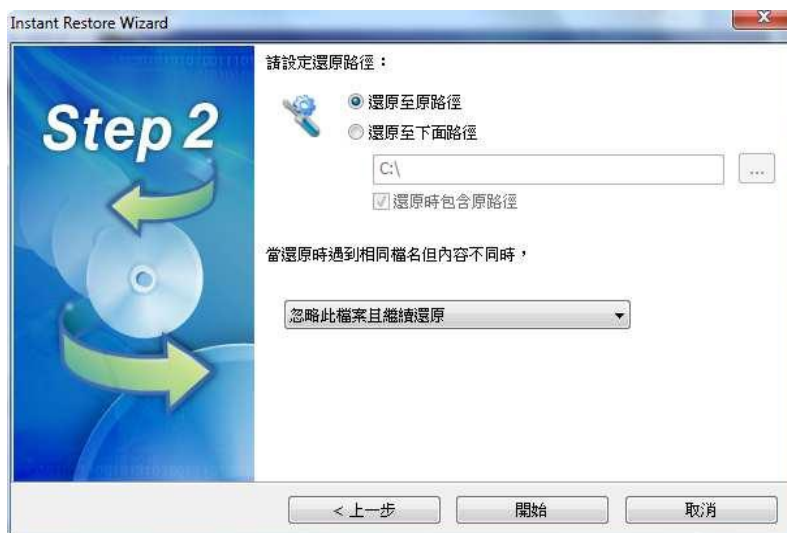 Instant Restore Wizard
Step 2
請設定還原路徑：
還原至原路徑
還原至下面路徑
C:\
...
還原時包含原路徑
當還原時遇到相同檔名但內容不同時，
忽略此檔案且繼續還原
< 上一步
開始
取消